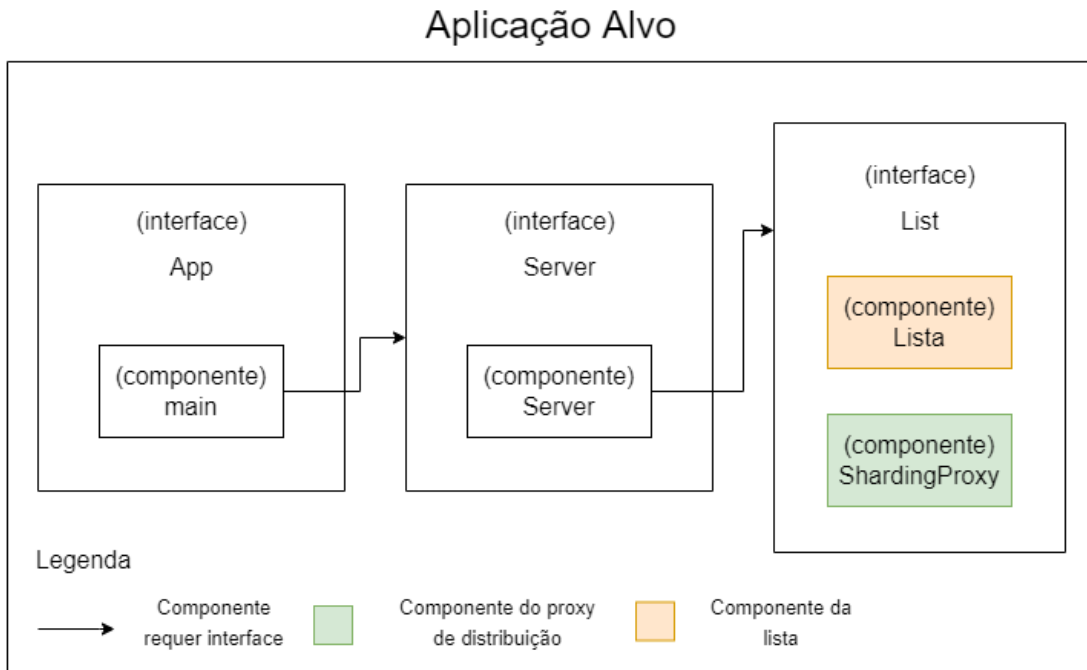 Aplicação Alvo
(interface)
App
(componente)
main
(interface)
Server
(componente)
Server
(interface)
List
(componente)
Lista
(componente)
ShardingProxy
Legenda
Componente
requer interface
Componente do proxy
de distribuição
Componente da
lista